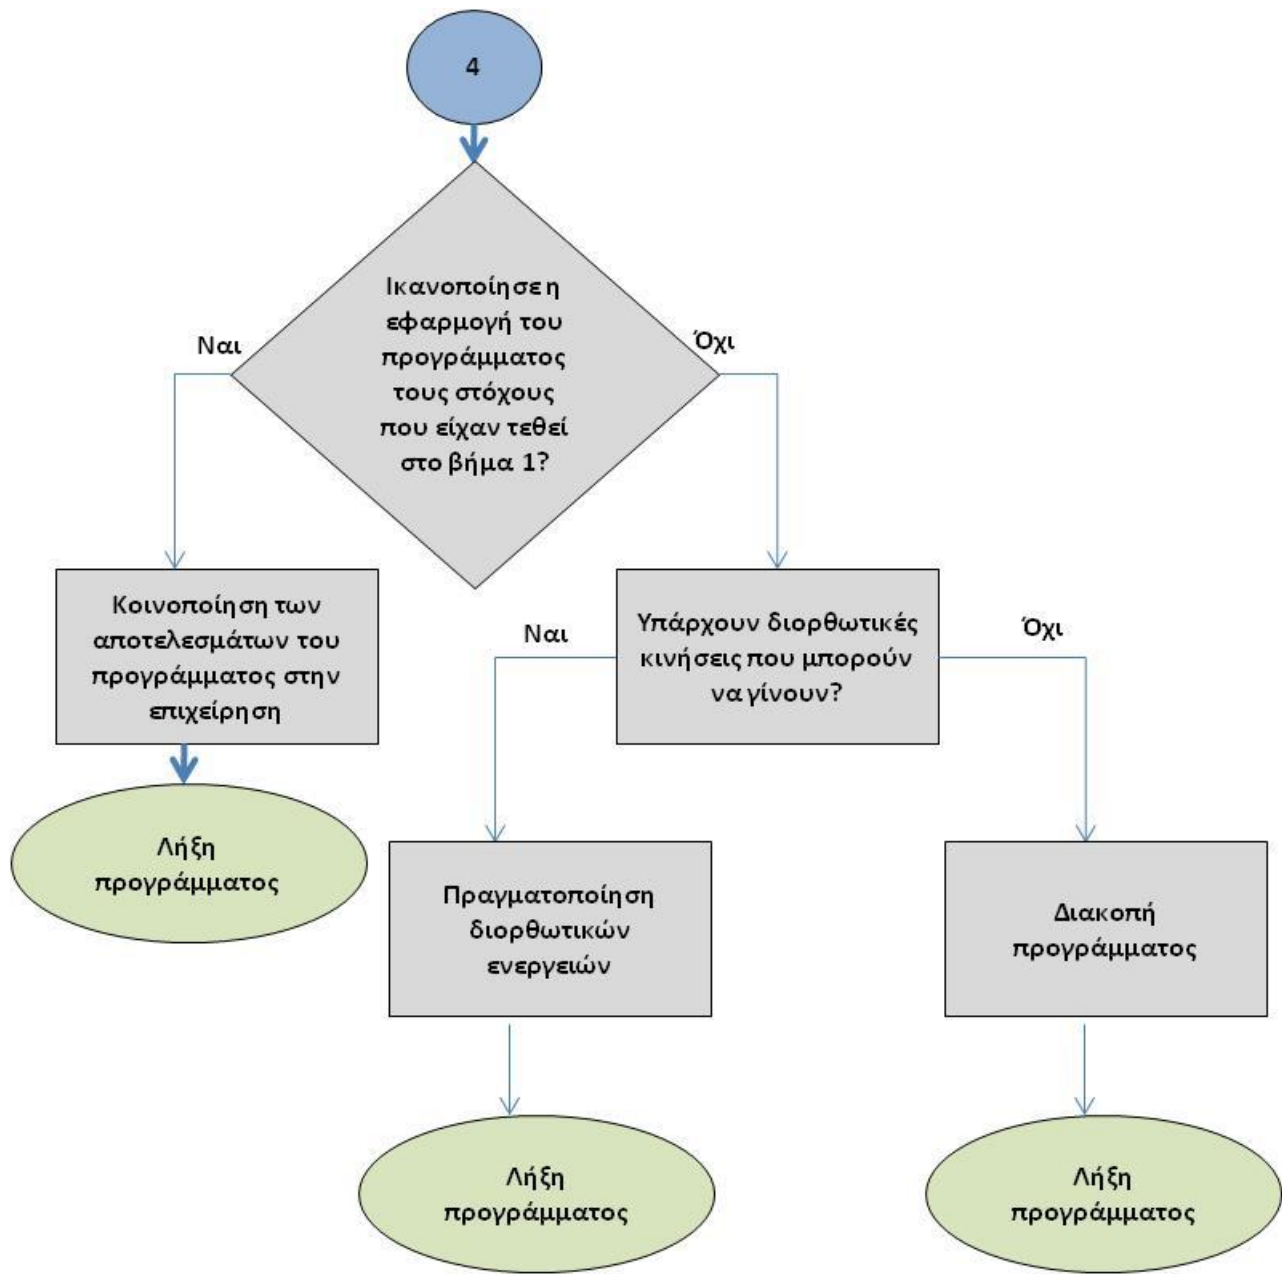 4
Ικανοποίησε η
εφαρμογή του
προγράμματος
τους στόχους
που είχαν τεθεί
στο βήμα 1?
Ναι
Όχι
Κοινοποίηση των
αποτελεσμάτων του
προγράμματος στην
επιχείρηση
Υπάρχουν διορθωτικές
κινήσεις που μπορούν
να γίνουν?
Ναι
Όχι
Λήξη
προγράμματος
Πραγματοποίηση
διορθωτικών
ενεργειών
Διακοπή
προγράμματος
Λήξη
προγράμματος
Λήξη
προγράμματος